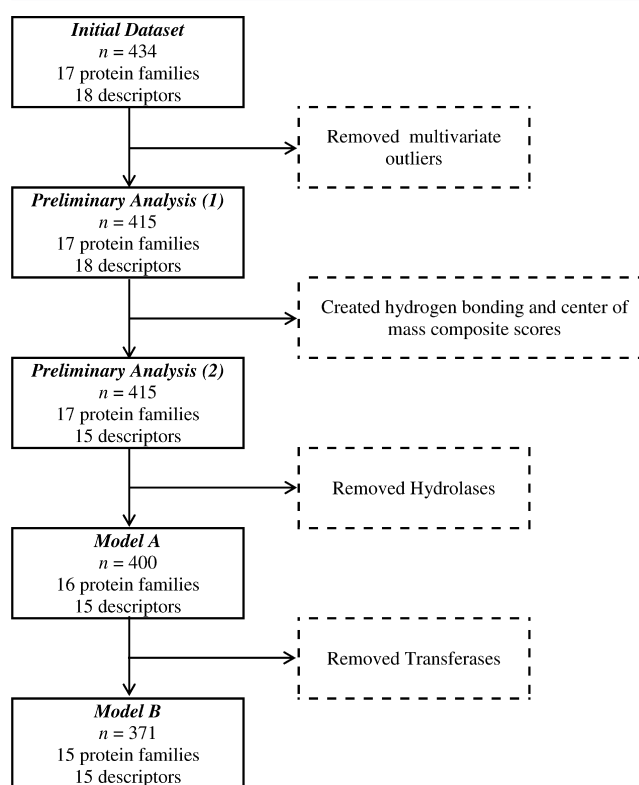 Initial Dataset
n = 434
17 protein families
18 descriptors
Removed multivariate
outliers
Preliminary Analysis (1)
n = 415
17 protein families
18 descriptors
Created hydrogen bonding and center of
mass composite scores
Preliminary Analysis (2)
n = 415
17 protein families
15 descriptors
Removed Hydrolases
Model A
n = 400
16 protein families
15 descriptors
Removed Transferases
Model B
n = 371
15 protein families
15 descriptors